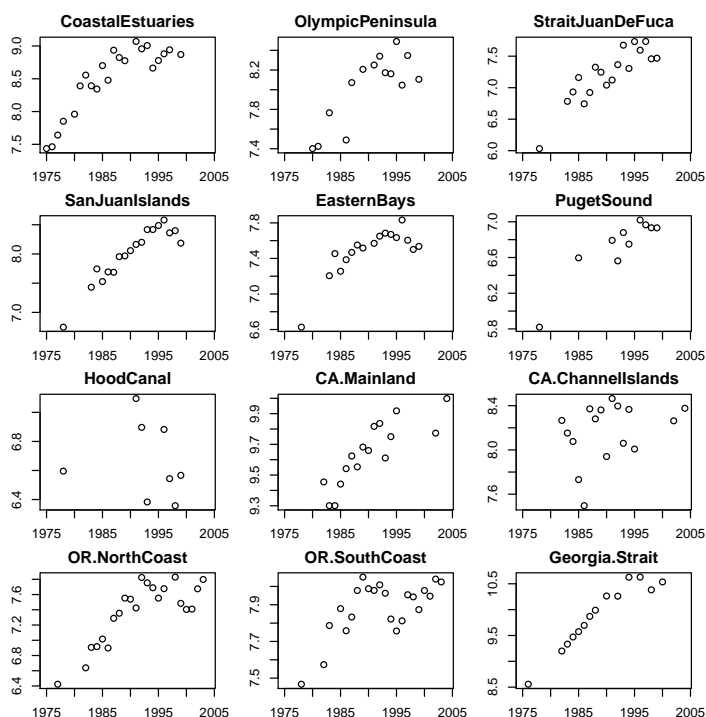 CoastalEstuaries
7.5 8.0 8.5 9.0
1975 1985 1995 2005
OlympicPeninsula
7.4 7.8 8.2
1975 1985 1995 2005
StraitJuanDeFuca
6.0 6.5 7.0 7.5
1975 1985 1995 2005
SanJuanIslands
7.0 8.0
1975 1985 1995 2005
EasternBays
6.6 7.0 7.4 7.8
1975 1985 1995 2005
PugetSound
5.8 6.2 6.6 7.0
1975 1985 1995 2005
HoodCanal
6.4 6.8
1975 1985 1995 2005
CA.Mainland
9.3 9.5 9.7 9.9
1975 1985 1995 2005
CA.ChannelIslands
7.6 8.0 8.4
1975 1985 1995 2005
OR.NorthCoast
6.4 6.8 7.2 7.6
1975 1985 1995 2005
OR.SouthCoast
7.5 7.7 7.9
1975 1985 1995 2005
Georgia.Strait
8.5 9.5 10.5
1975 1985 1995 2005